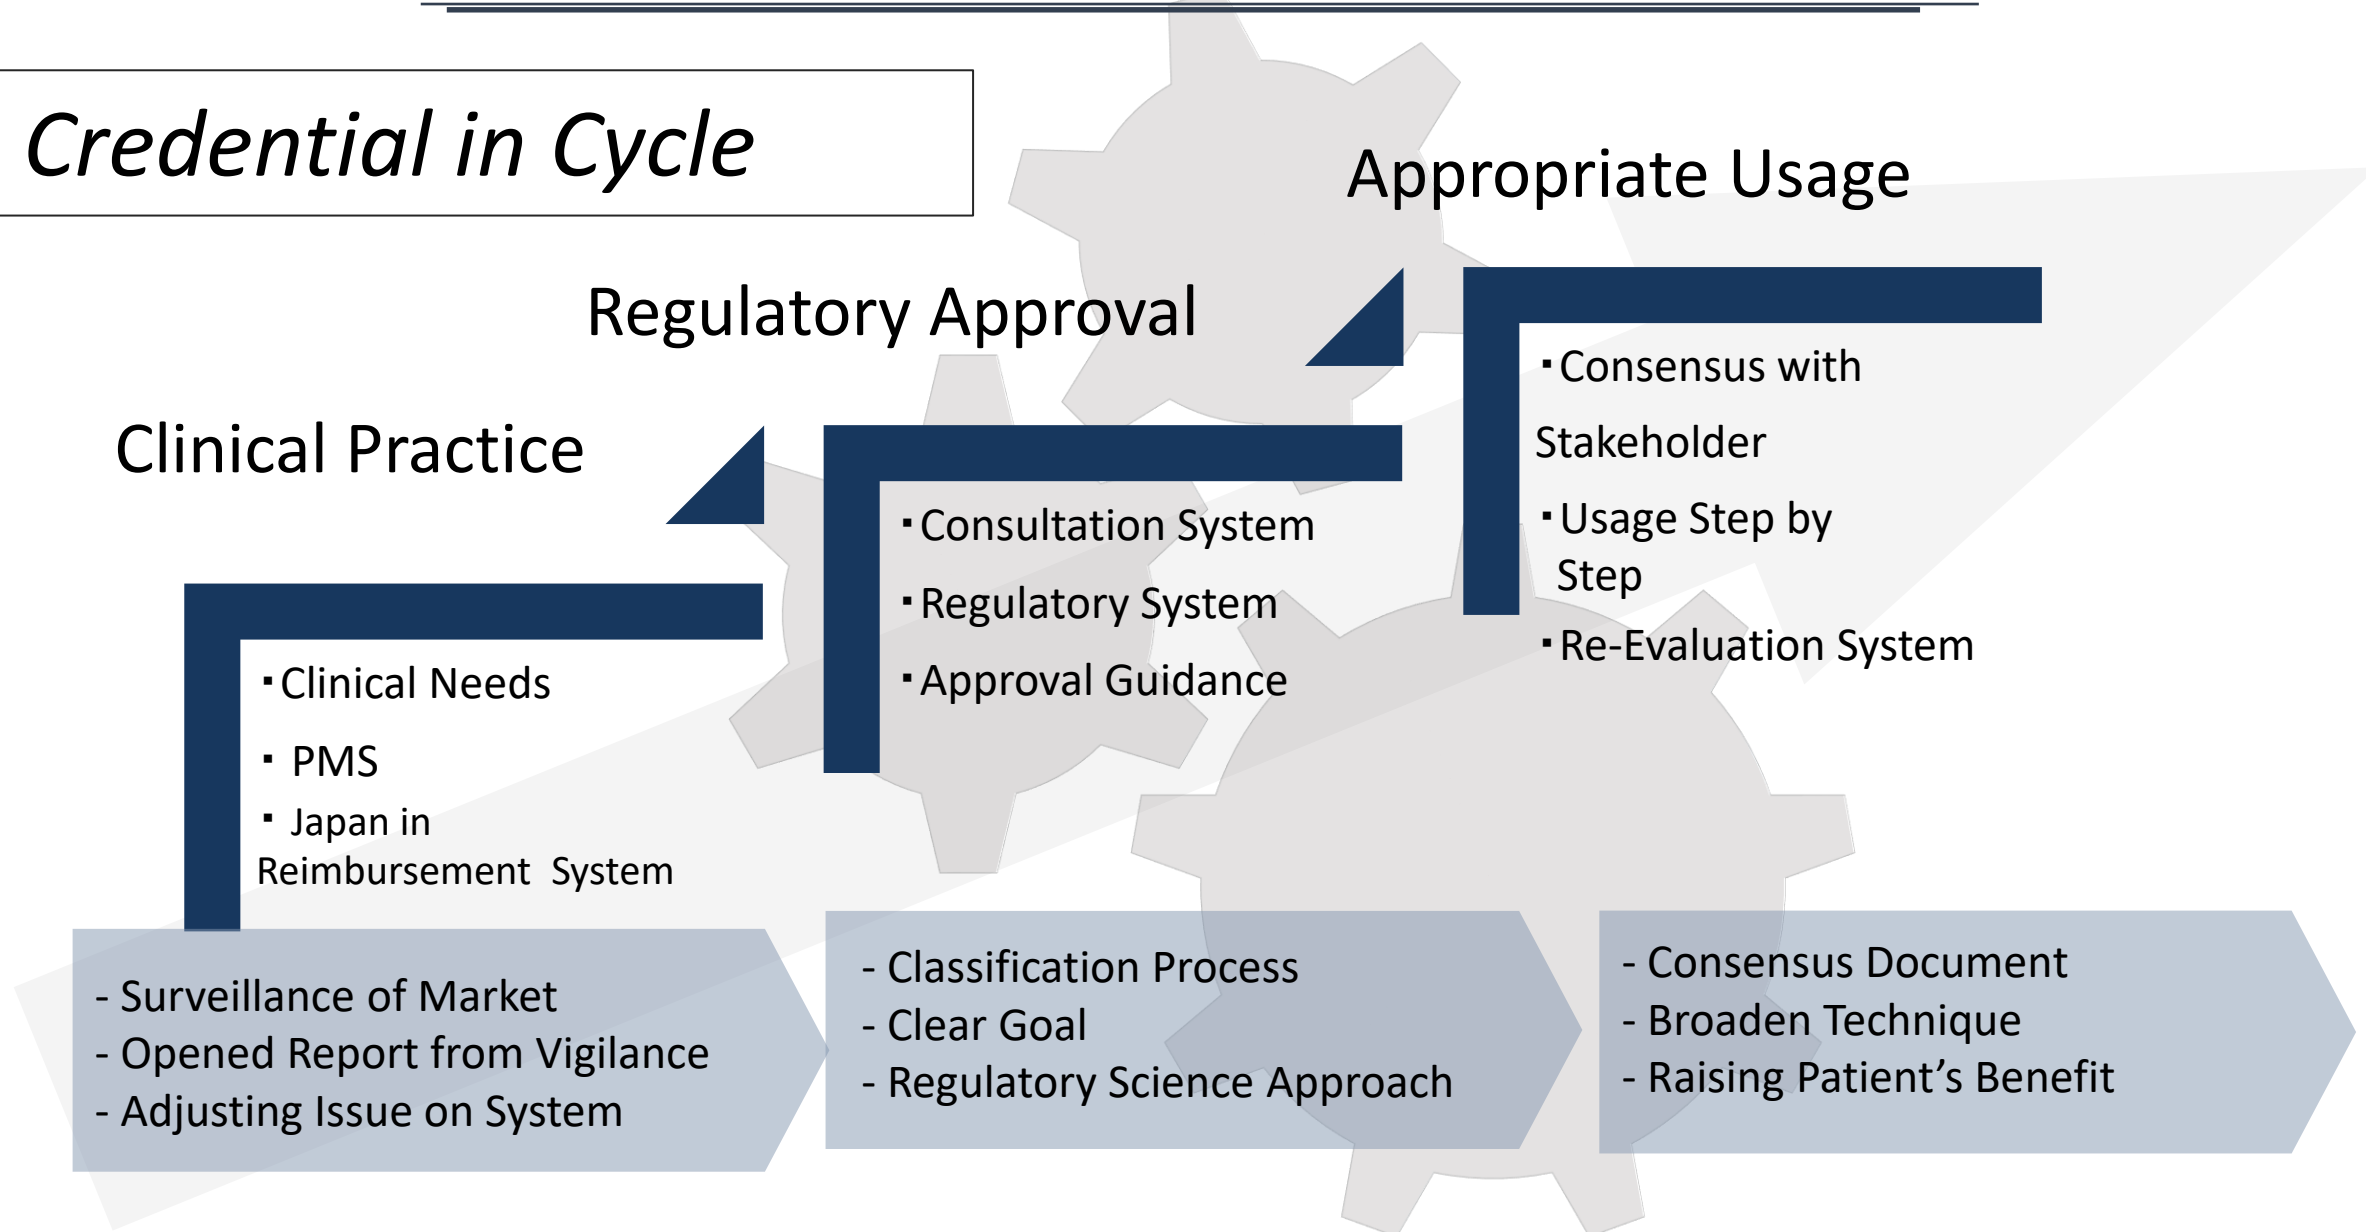 Credential in Cycle
Appropriate Usage
Regulatory Approval
Clinical Practice
・Consensus with
Stakeholder
・Usage Step by
Step
・Re-Evaluation System
・Consultation System
・Regulatory System
・Approval Guidance
・Clinical Needs
・ PMS
・ Japan in
Reimbursement System
- Surveillance of Market
- Opened Report from Vigilance
- Adjusting Issue on System
- Classification Process
- Clear Goal
- Regulatory Science Approach
- Consensus Document
- Broaden Technique
- Raising Patient’s Benefit